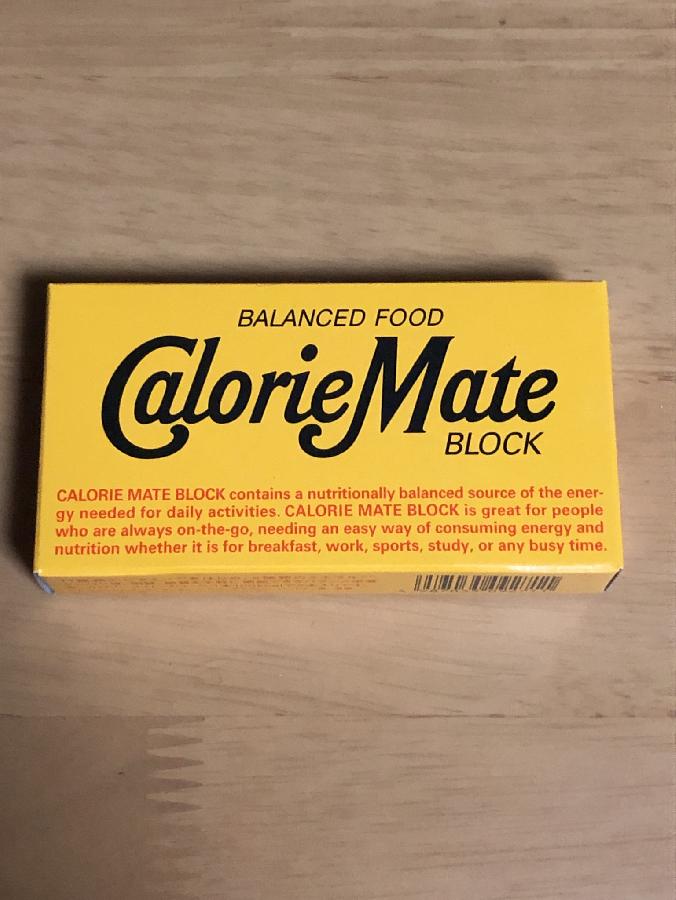 BALANCED FOOD
CalorieMate
BLOCK
CALORIE MATE BLOCK contains a nutritionally balanced source of the ener-
gy needed for daily activities. CALORIE MATE BLOCK is great for people
who are always on-the-go, needing an easy way of consuming energy and
nutrition whether it is for breakfast, work, sports, study, or any busy time.